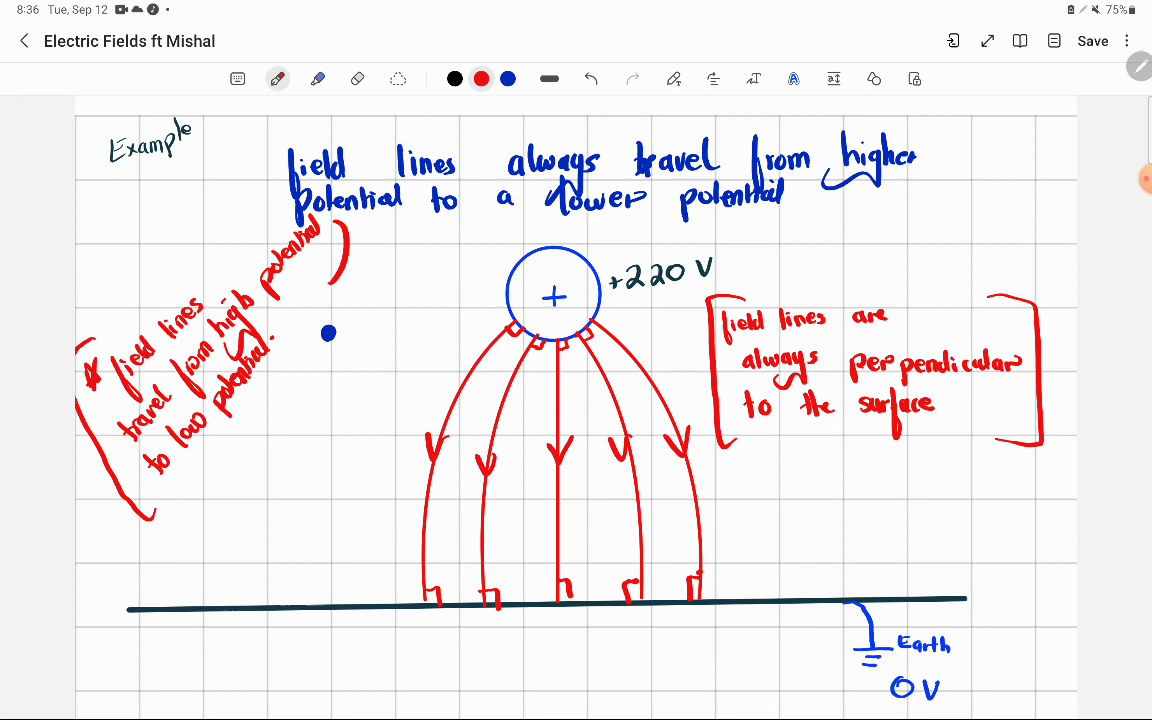 8:36 Tue, Sep 12
75%
Electric Fields ft Mishal
Save
Example
field lines always travel from higher
potential to a lower potential
+
+220 V
* field lines
travel from high potential
to low potential.
field lines are
always perpendicular
to the surface
Earth
0 V